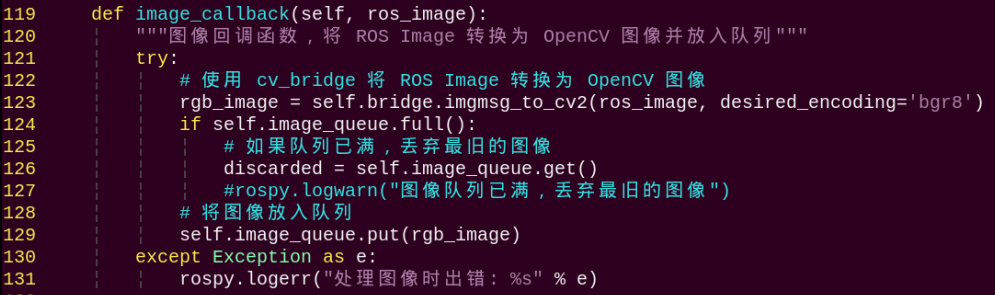 119     def image_callback(self, ros_image):
120         """图像回调函数，将 ROS Image 转换为 OpenCV 图像并放入队列"""
121         try:
122             # 使用 cv_bridge 将 ROS Image 转换为 OpenCV 图像
123             rgb_image = self.bridge.imgmsg_to_cv2(ros_image, desired_encoding='bgr8')
124             if self.image_queue.full():
125                 # 如果队列已满，丢弃最旧的图像
126                 discarded = self.image_queue.get()
127                 #rospy.logwarn("图像队列已满，丢弃最旧的图像")
128             # 将图像放入队列
129             self.image_queue.put(rgb_image)
130         except Exception as e:
131             rospy.logerr("处理图像时出错: %s" % e)